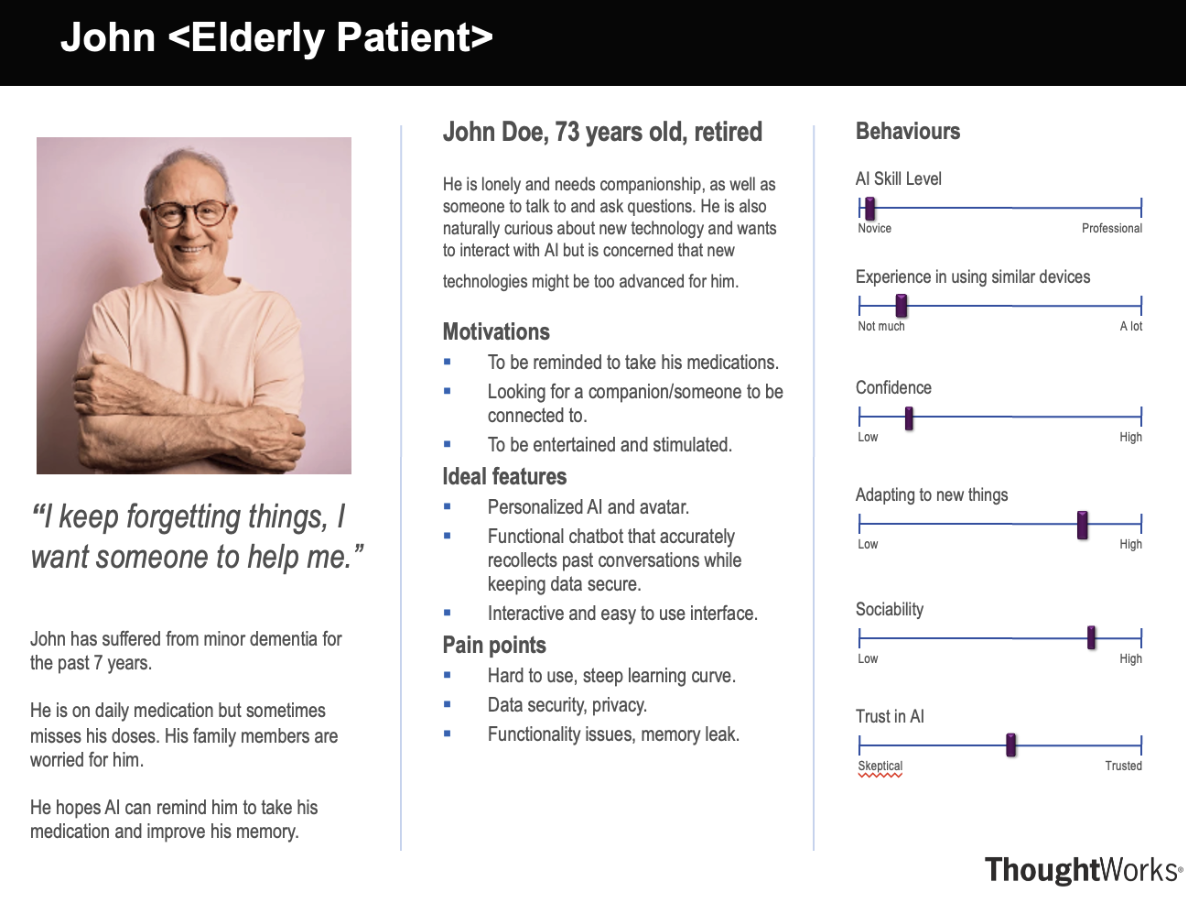 John <Elderly Patient>
“I keep forgetting things, I
want someone to help me.”
John has suffered from minor dementia for
the past 7 years.
He is on daily medication but sometimes
misses his doses. His family members are
worried for him.
He hopes AI can remind him to take his
medication and improve his memory.
John Doe, 73 years old, retired
He is lonely and needs companionship, as well as
someone to talk to and ask questions. He is also
naturally curious about new technology and wants
to interact with AI but is concerned that new
technologies might be too advanced for him.
Motivations
▪ To be reminded to take his medications.
▪ Looking for a companion/someone to be
connected to.
▪ To be entertained and stimulated.
Ideal features
▪ Personalized AI and avatar.
▪ Functional chatbot that accurately
recollects past conversations while
keeping data secure.
▪ Interactive and easy to use interface.
Pain points
▪ Hard to use, steep learning curve.
▪ Data security, privacy.
▪ Functionality issues, memory leak.
Behaviours
AI Skill Level
Novice Professional
Experience in using similar devices
Not much A lot
Confidence
Low High
Adapting to new things
Low High
Sociability
Low High
Trust in AI
Skeptical Trusted
ThoughtWorks®